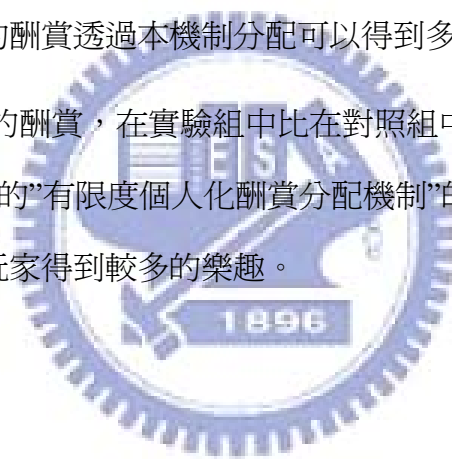 的酬賞透過本機制分配可以得到多
的酬賞，在實驗組中比在對照組中
的”有限度個人化酬賞分配機制”的
玩家得到較多的樂趣。
E S A
1896